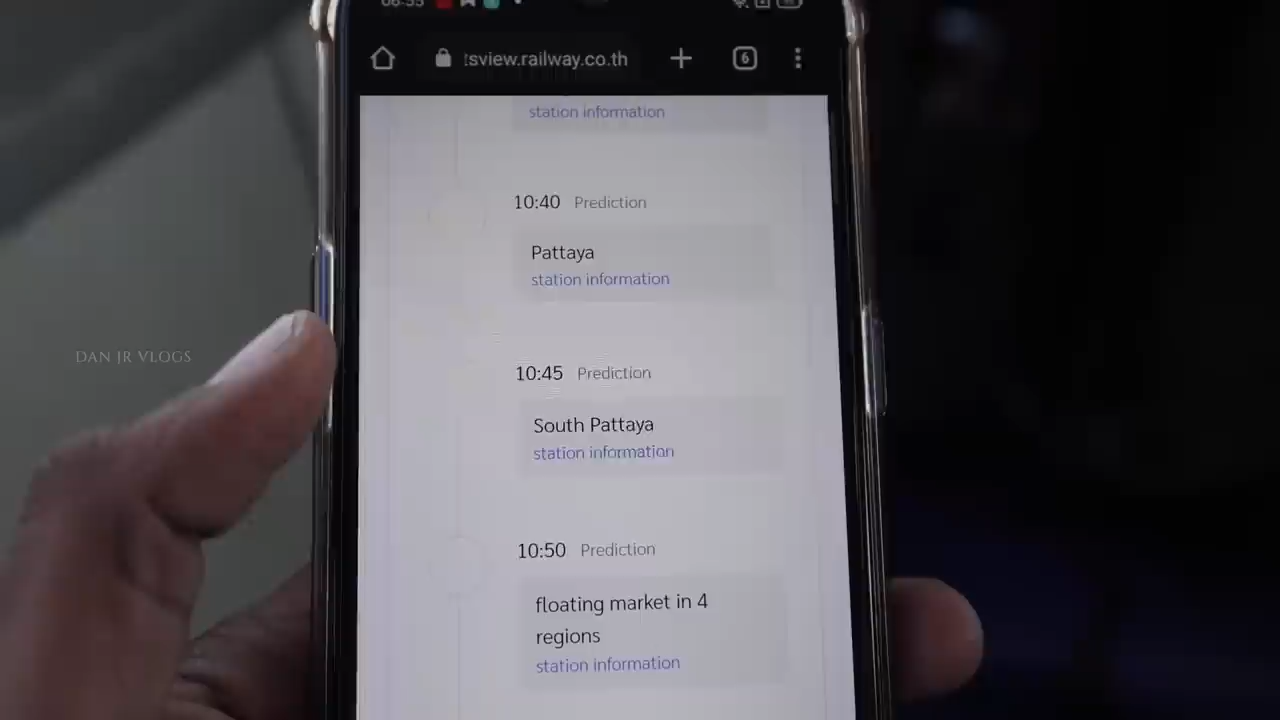 tsview.railway.co.th
6
station information
10:40 Prediction
Pattaya
station information
DAN JR VLOGS
10:45 Prediction
South Pattaya
station information
10:50 Prediction
floating market in 4
regions
station information